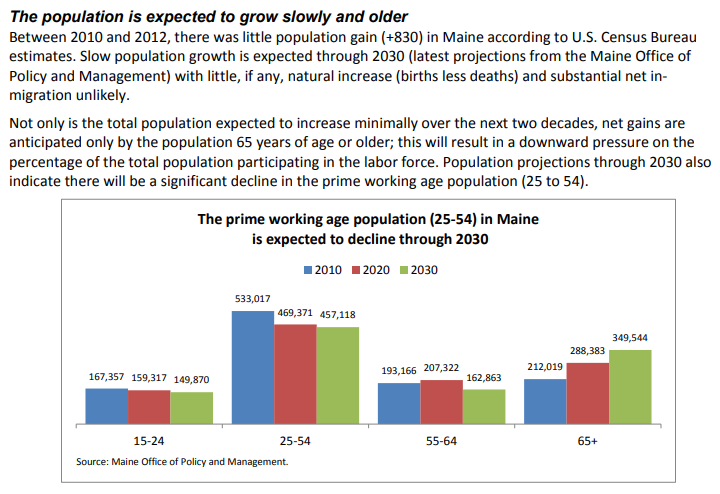 The population is expected to grow slowly and older
Between 2010 and 2012, there was little population gain (+830) in Maine according to U.S. Census Bureau
estimates. Slow population growth is expected through 2030 (latest projections from the Maine Office of
Policy and Management) with little, if any, natural increase (births less deaths) and substantial net in-
migration unlikely.
Not only is the total population expected to increase minimally over the next two decades, net gains are
anticipated only by the population 65 years of age or older; this will result in a downward pressure on the
percentage of the total population participating in the labor force. Population projections through 2030 also
indicate there will be a significant decline in the prime working age population (25 to 54).
The prime working age population (25-54) in Maine
is expected to decline through 2030
2010 2020 2030
533,017
469,371 457,118
349,544
288,383
193,166 207,322 162,863 212,019
167,357 159,317 149,870
15-24 25-54 55-64 65+
Source: Maine Office of Policy and Management.